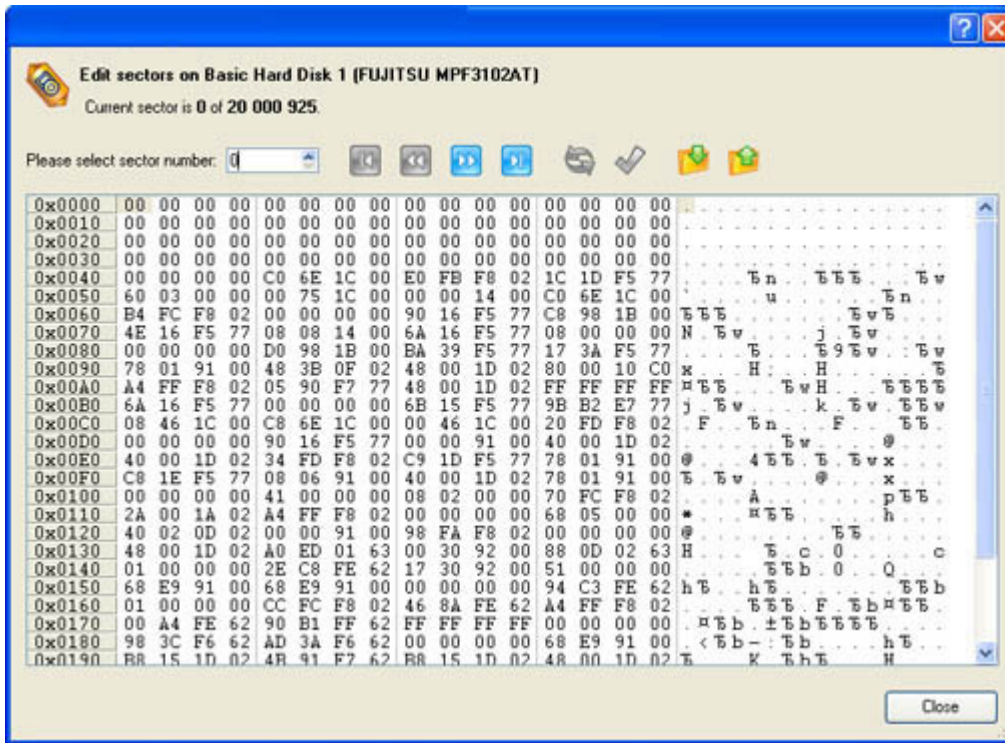 Edit sectors on Basic Hard Disk 1 (FUJITSU MPF3102AT)
Current sector is 0 of 20 000 925.
Please select sector number: 0
0x0000 00 00 00 00 00 00 00 00 00 00 00 00 00 00 00 00 . . . . . . . . . . . . . . . .
0x0010 00 00 00 00 00 00 00 00 00 00 00 00 00 00 00 00 . . . . . . . . . . . . . . . .
0x0020 00 00 00 00 00 00 00 00 00 00 00 00 00 00 00 00 . . . . . . . . . . . . . . . .
0x0030 00 00 00 00 00 00 00 00 00 00 00 00 00 00 00 00 . . . . . . . . . . . . . . . .
0x0040 00 00 00 00 C0 6E 1C 00 E0 FB F8 02 1C 1D F5 77 . . . . Ђ n . . Ђ Ђ Ђ . . . Ђ w
0x0050 60 03 00 00 00 75 1C 00 00 00 14 00 C0 6E 1C 00 ` . . . . u . . . . . . Ђ n . .
0x0060 B4 FC F8 02 00 00 00 00 90 16 F5 77 C8 98 1B 00
0x0070 4E 16 F5 77 08 08 14 00 6A 16 F5 77 08 00 00 00 N . Ђ w . . . . j . Ђ w . . . .
0x0080 00 00 00 00 D0 98 1B 00 BA 39 F5 77 17 3A F5 77
0x0090 78 01 91 00 48 3B 0F 02 48 00 1D 02 80 00 10 C0
0x00A0 A4 FF F8 02 05 90 F7 77 48 00 1D 02 FF FF FF FF
0x00B0 6A 16 F5 77 00 00 00 00 6B 15 F5 77 9B B2 E7 77
0x00C0 08 46 1C 00 C8 6E 1C 00 00 46 1C 00 20 FD F8 02
0x00D0 00 00 00 00 90 16 F5 77 00 00 91 00 40 00 1D 02
0x00E0 40 00 1D 02 34 FD F8 02 C9 1D F5 77 78 01 91 00
0x00F0 C8 1E F5 77 08 06 91 00 40 00 1D 02 78 01 91 00
0x0100 00 00 00 00 41 00 00 00 08 02 00 00 70 FC F8 02
0x0110 2A 00 1A 02 A4 FF F8 02 00 00 00 00 68 05 00 00
0x0120 40 02 0D 02 00 00 91 00 98 FA F8 02 00 00 00 00
0x0130 48 00 1D 02 A0 ED 01 63 00 30 92 00 88 0D 02 63
0x0140 01 00 00 00 2E C8 FE 62 17 30 92 00 51 00 00 00
0x0150 68 E9 91 00 68 E9 91 00 00 00 00 00 94 C3 FE 62
0x0160 01 00 00 00 CC FC F8 02 46 8A FE 62 A4 FF F8 02
0x0170 00 A4 FE 62 90 B1 FF 62 FF FF FF FF 00 00 00 00
0x0180 98 3C F6 62 AD 3A F6 62 00 00 00 00 68 E9 91 00
0x0190 B8 15 1D 02 4B 91 F7 62 B8 15 1D 02 48 00 1D 02
Close